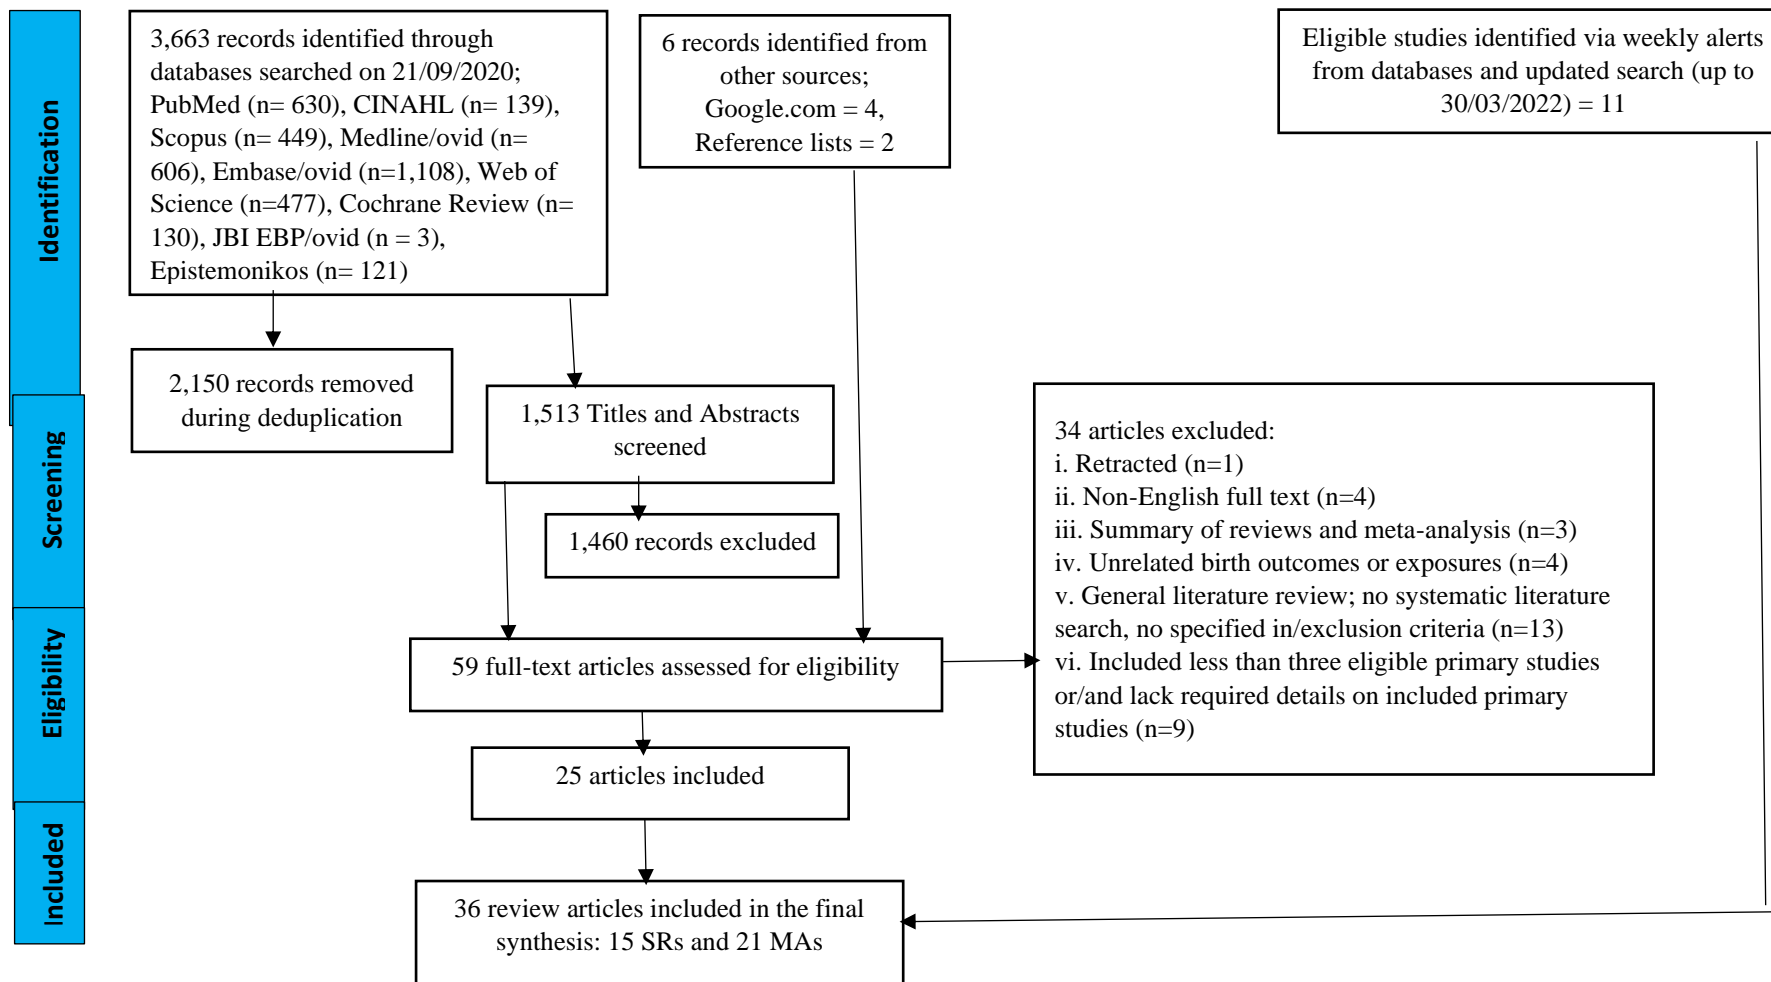 Identification
3,663 records identified through
databases searched on 21/09/2020;
PubMed (n= 630), CINAHL (n= 139),
Scopus (n= 449), Medline/ovid (n=
606), Embase/ovid (n=1,108), Web of
Science (n=477), Cochrane Review (n=
130), JBI EBP/ovid (n = 3),
Epistemonikos (n= 121)
6 records identified from
other sources;
Google.com = 4,
Reference lists = 2
Eligible studies identified via weekly alerts
from databases and updated search (up to
30/03/2022) = 11
2,150 records removed
during deduplication
Screening
1,513 Titles and Abstracts
screened
1,460 records excluded
34 articles excluded:
i. Retracted (n=1)
ii. Non-English full text (n=4)
iii. Summary of reviews and meta-analysis (n=3)
iv. Unrelated birth outcomes or exposures (n=4)
v. General literature review; no systematic literature
search, no specified in/exclusion criteria (n=13)
vi. Included less than three eligible primary studies
or/and lack required details on included primary
studies (n=9)
Eligibility
59 full-text articles assessed for eligibility
25 articles included
Included
36 review articles included in the final
synthesis: 15 SRs and 21 MAs